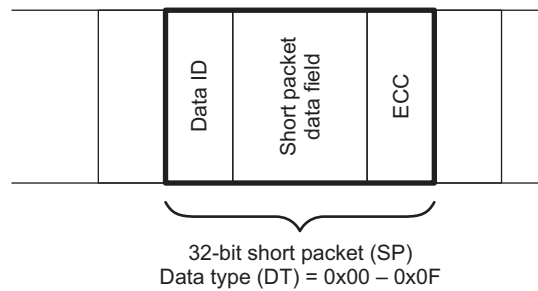 Data ID
Short packet
data field
ECC
32-bit short packet (SP)
Data type (DT) = 0x00 – 0x0F